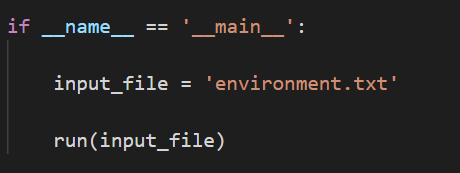 if __name__ == '__main__':
input_file = 'environment.txt'
run(input_file)